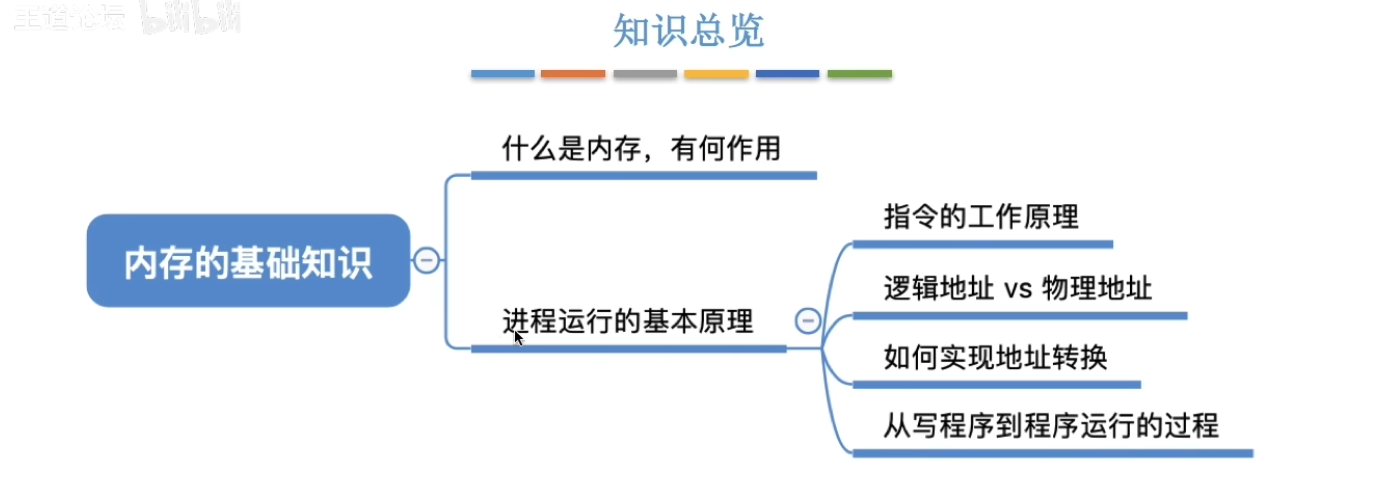 王道论坛 bilibili
知识总览
什么是内存，有何作用
内存的基础知识
进程运行的基本原理
指令的工作原理
逻辑地址 vs 物理地址
如何实现地址转换
从写程序到程序运行的过程